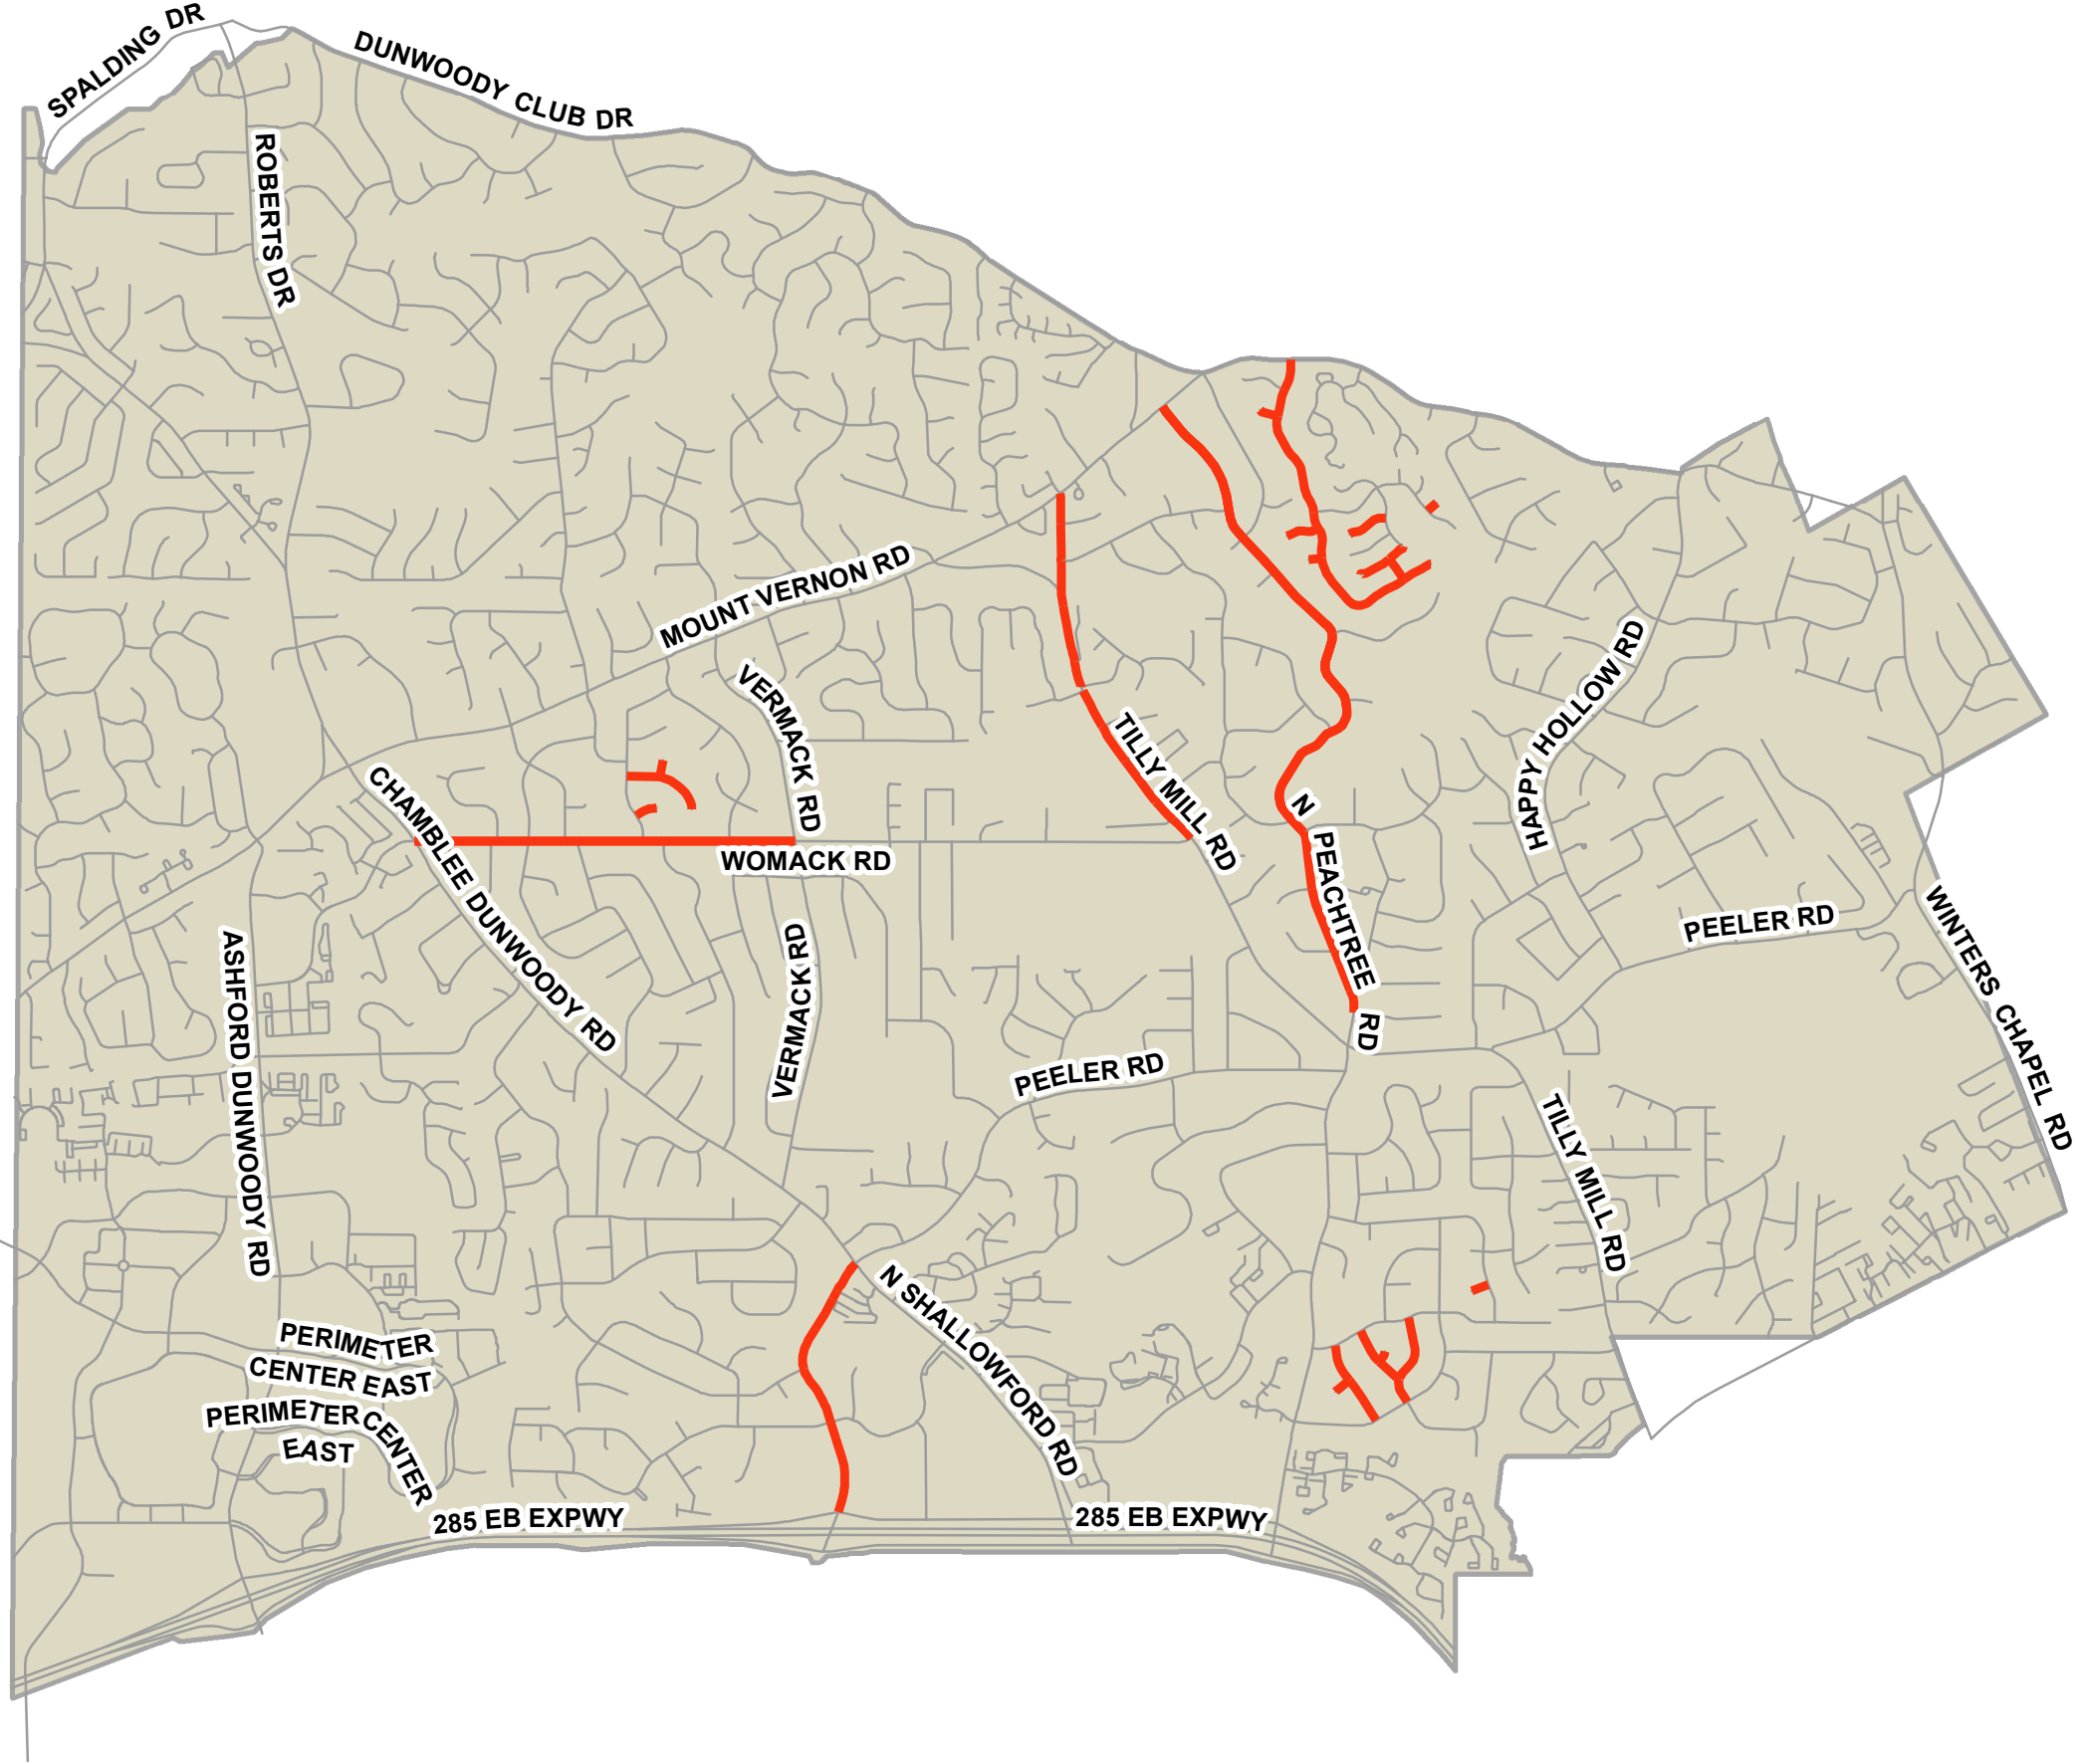 SPALDING DR
DUNWOODY CLUB DR
ROBERTS DR
MOUNT VERNON RD
VERMACK RD
TILLY MILL RD
HAPPY HOLLOW RD
CHAMBLEE DUNWOODY RD
WOMACK RD
N PEACHTREE RD
PEELER RD
WINTERS CHAPEL RD
ASHFORD DUNWOODY RD
VERMACK RD
PEELER RD
TILLY MILL RD
N SHALLOWFORD RD
PERIMETER
CENTER EAST
PERIMETER CENTER
EAST
285 EB EXPWY
285 EB EXPWY